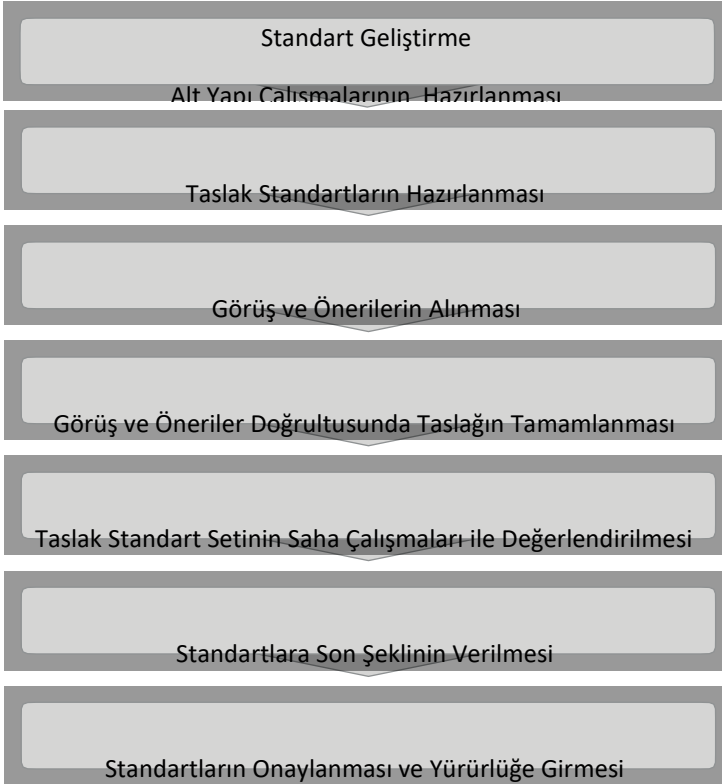 Standart Geliştirme
Alt Yapı Çalışmalarının Hazırlanması
Taslak Standartların Hazırlanması
Görüş ve Önerilerin Alınması
Görüş ve Öneriler Doğrultusunda Taslağın Tamamlanması
Taslak Standart Setinin Saha Çalışmaları ile Değerlendirilmesi
Standartlara Son Şeklinin Verilmesi
Standartların Onaylanması ve Yürürlüğe Girmesi